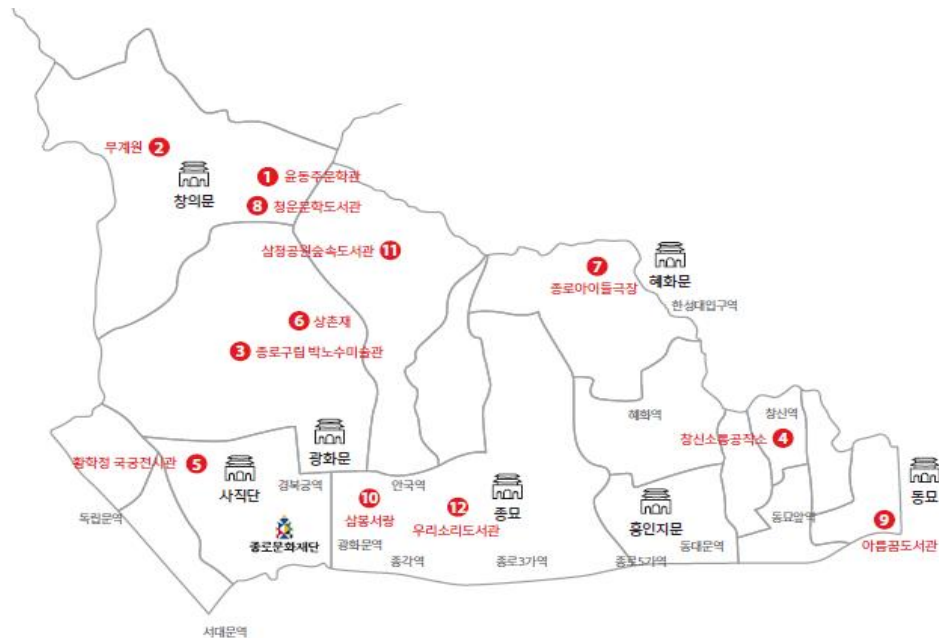 무계원 2
창의문
1 윤동주문학관
8 청운문학도서관
삼청공원숲속도서관 11
7
종로아이들극장
혜화문
한성대입구역
6 상촌재
3 종로구립 박노수미술관
혜화역
창신역
창신소통공작소 4
광화문
황학정 국궁전시관 5
사직단
경복궁역
안국역
10
삼봉서랑
12
우리소리도서관
종묘
흥인지문
동묘
독립문역
종로문화재단
광화문역
종각역
종로3가역
종로5가역
동대문역
동묘앞역
9
아름꿈도서관
서대문역